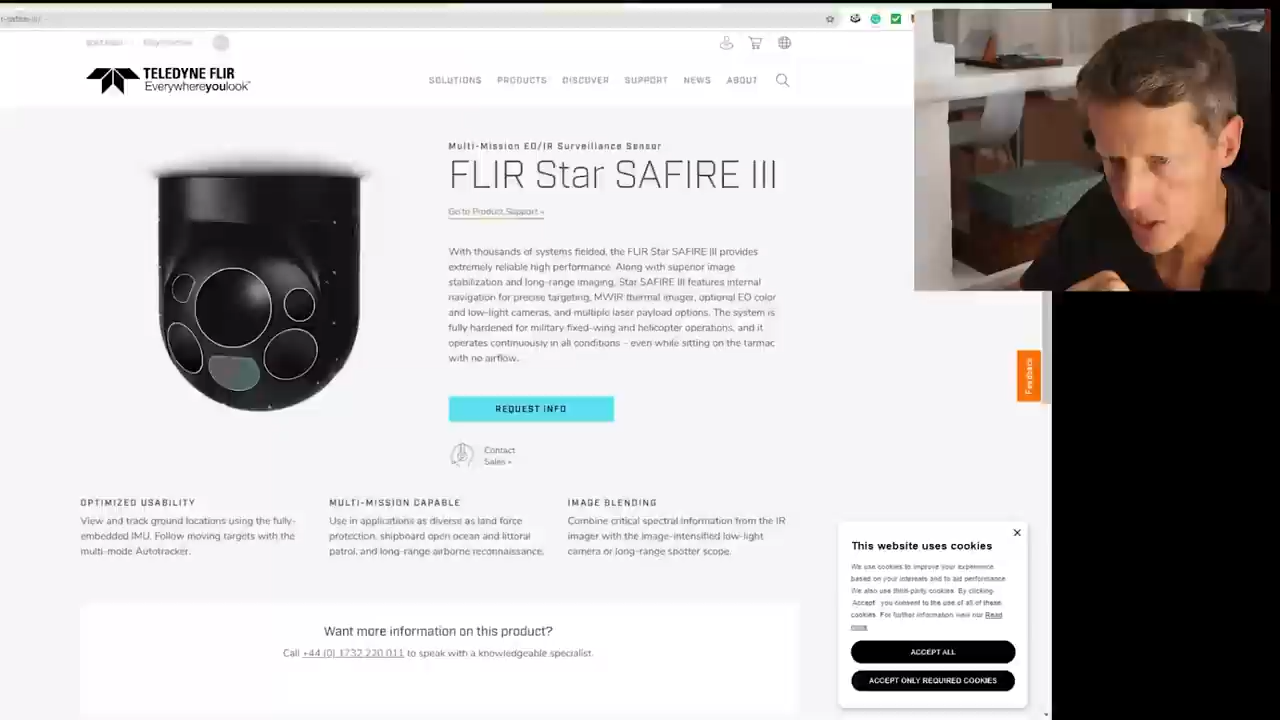 TELEDYNE FLIR
Everywhereyoulook
SOLUTIONS PRODUCTS DISCOVER SUPPORT NEWS ABOUT
Multi-Mission EO/IR Surveillance Sensor
FLIR Star SAFIRE III
Go to Product Support »
With thousands of systems fielded, the FLIR Star SAFIRE III provides
extremely reliable high performance. Along with superior image
stabilization and long-range imaging, Star SAFIRE III features internal
navigation for precise targeting, MWIR thermal imager, optional EO color
and low-light cameras, and multiple laser payload options. The system is
fully hardened for military fixed-wing and helicopter operations, and it
operates continuously in all conditions – even while sitting on the tarmac
with no airflow.
REQUEST INFO
Contact
Sales »
Feedback
OPTIMIZED USABILITY
View and track ground locations using the fully-
embedded IMU. Follow moving targets with the
multi-mode Autotracker.
MULTI-MISSION CAPABLE
Use in applications as diverse as land force
protection, shipboard open ocean and littoral
patrol, and long-range airborne reconnaissance.
IMAGE BLENDING
Combine critical spectral information from the IR
imager with the image-intensified low-light
camera or long-range spotter scope.
Want more information on this product?
Call +44 (0) 1732 220 011 to speak with a knowledgeable specialist.
This website uses cookies
We use cookies to improve your experience
based on your interests and to aid performance.
We also use third-party cookies. By clicking
Accept you consent to the use of all of these
cookies. For further information view our Read
ACCEPT ALL
ACCEPT ONLY REQUIRED COOKIES